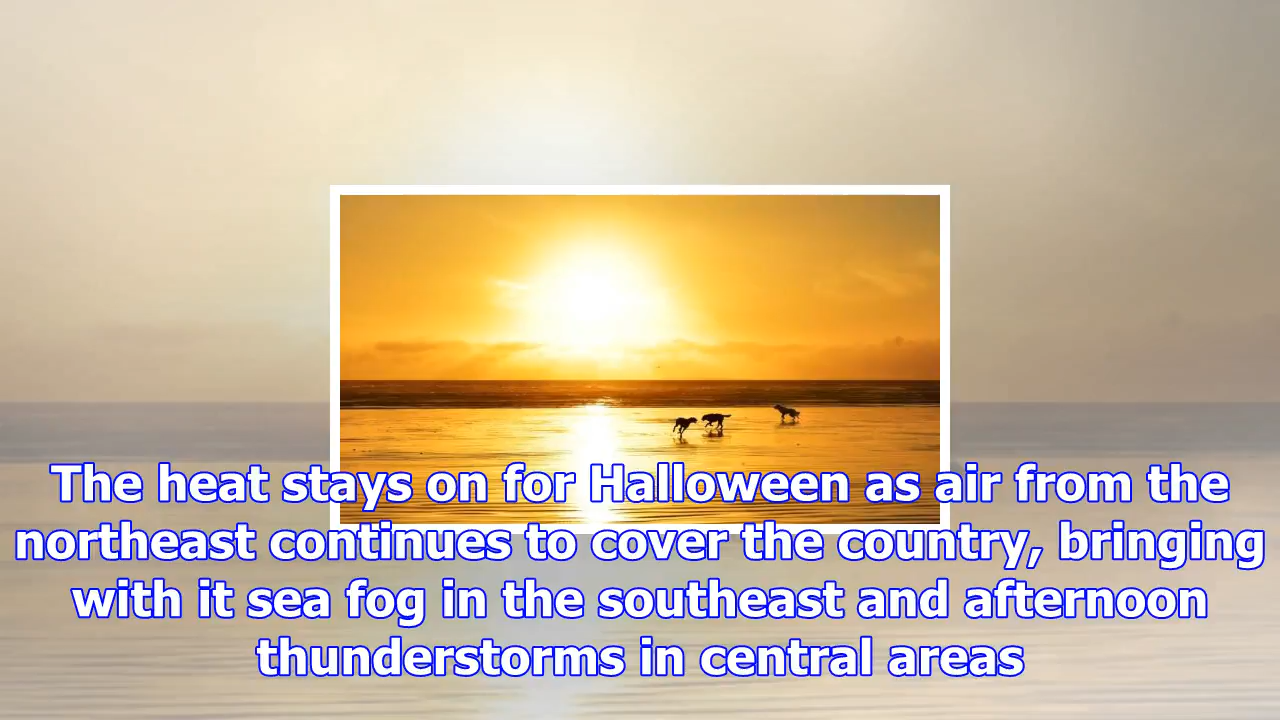 The heat stays on for Halloween as air from the
northeast continues to cover the country, bringing
with it sea fog in the southeast and afternoon
thunderstorms in central areas